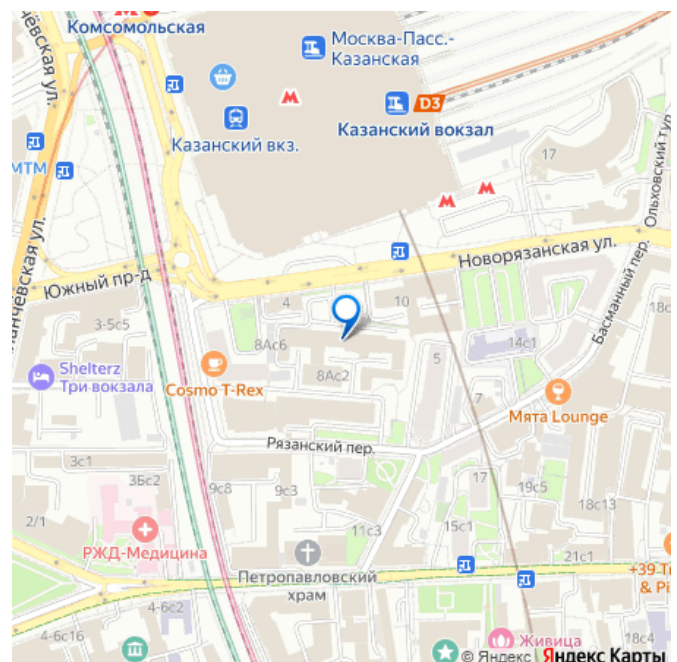 Комсомольская
Москва-Пасс.-
Казанская
D3
Казанский вокзал
Казанский вкз.
МТМ
17
Ольховский туп.
Новорязанская ул.
Южный пр-д
Басманный пер.
3-5с5
4
10
18с
8Ас6
14с1
5
Shelterz
Три вокзала
8Ас2
Cosmo T-Rex
7
Мята Lounge
Рязанский пер.
3с1
3Бс2
9с8
9с3
17
19с5
18с13
2/1
11с3
15с1
РЖД-Медицина
21с1
Петропавловский
храм
+39
& Pi
4-6с2
4-6с16
Живица
© Яндекс Яндекс Карты